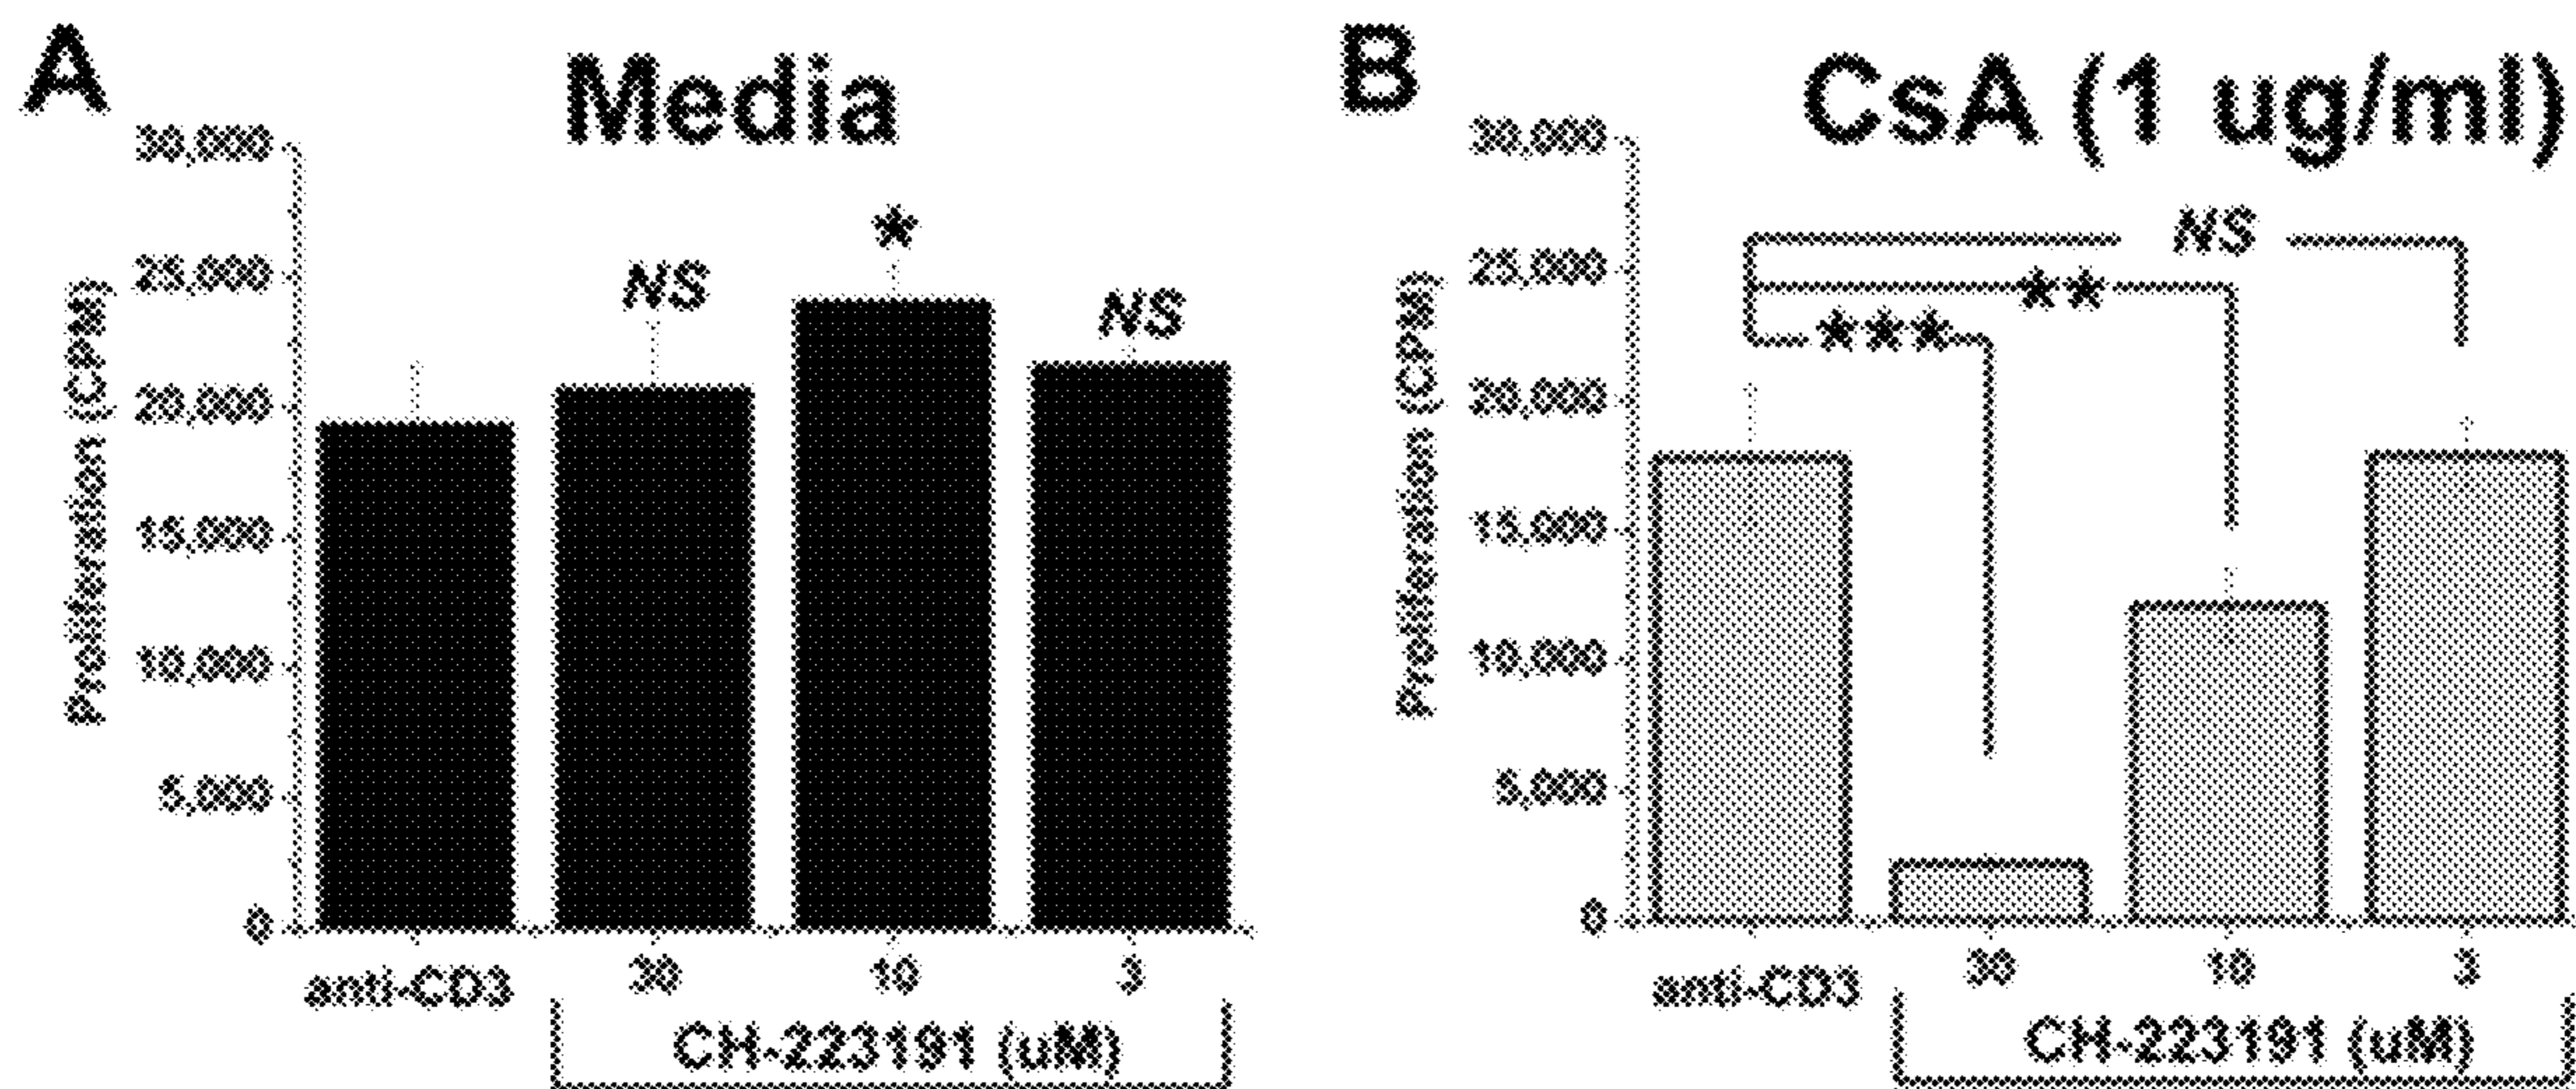 A
Media
30,000
25,000
20,000
15,000
10,000
5,000
0
Proliferation (CPM)
NS
*
NS
anti-CD3
30
10
3
CH-223191 (uM)
B
CsA (1 ug/ml)
30,000
25,000
20,000
15,000
10,000
5,000
0
Proliferation (CPM)
NS
**
***
anti-CD3
30
10
3
CH-223191 (uM)